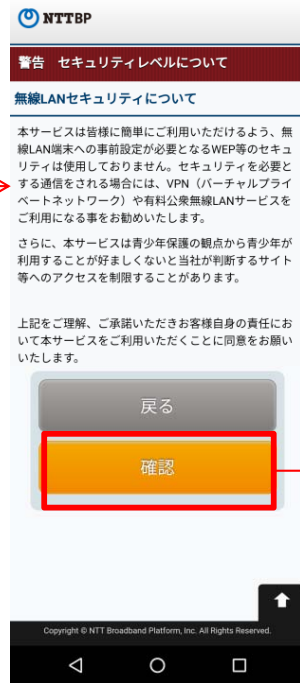 NTTBP
警告 セキュリティレベルについて
無線LANセキュリティについて
本サービスは皆様に簡単にご利用いただけるよう、無
線LAN端末への事前設定が必要となるWEP等のセキュ
リティは使用しておりません。セキュリティを必要と
する通信をされる場合には、VPN（バーチャルプライ
ベートネットワーク）や有料公衆無線LANサービスを
ご利用になる事をお勧めいたします。
さらに、本サービスは青少年保護の観点から青少年が
利用することが好ましくないと当社が判断するサイト
等へのアクセスを制限することがあります。
上記をご理解、ご承諾いただきお客様自身の責任にお
いて本サービスをご利用いただくことに同意をお願い
いたします。
戻る
確認
Copyright © NTT Broadband Platform, Inc. All Rights Reserved.